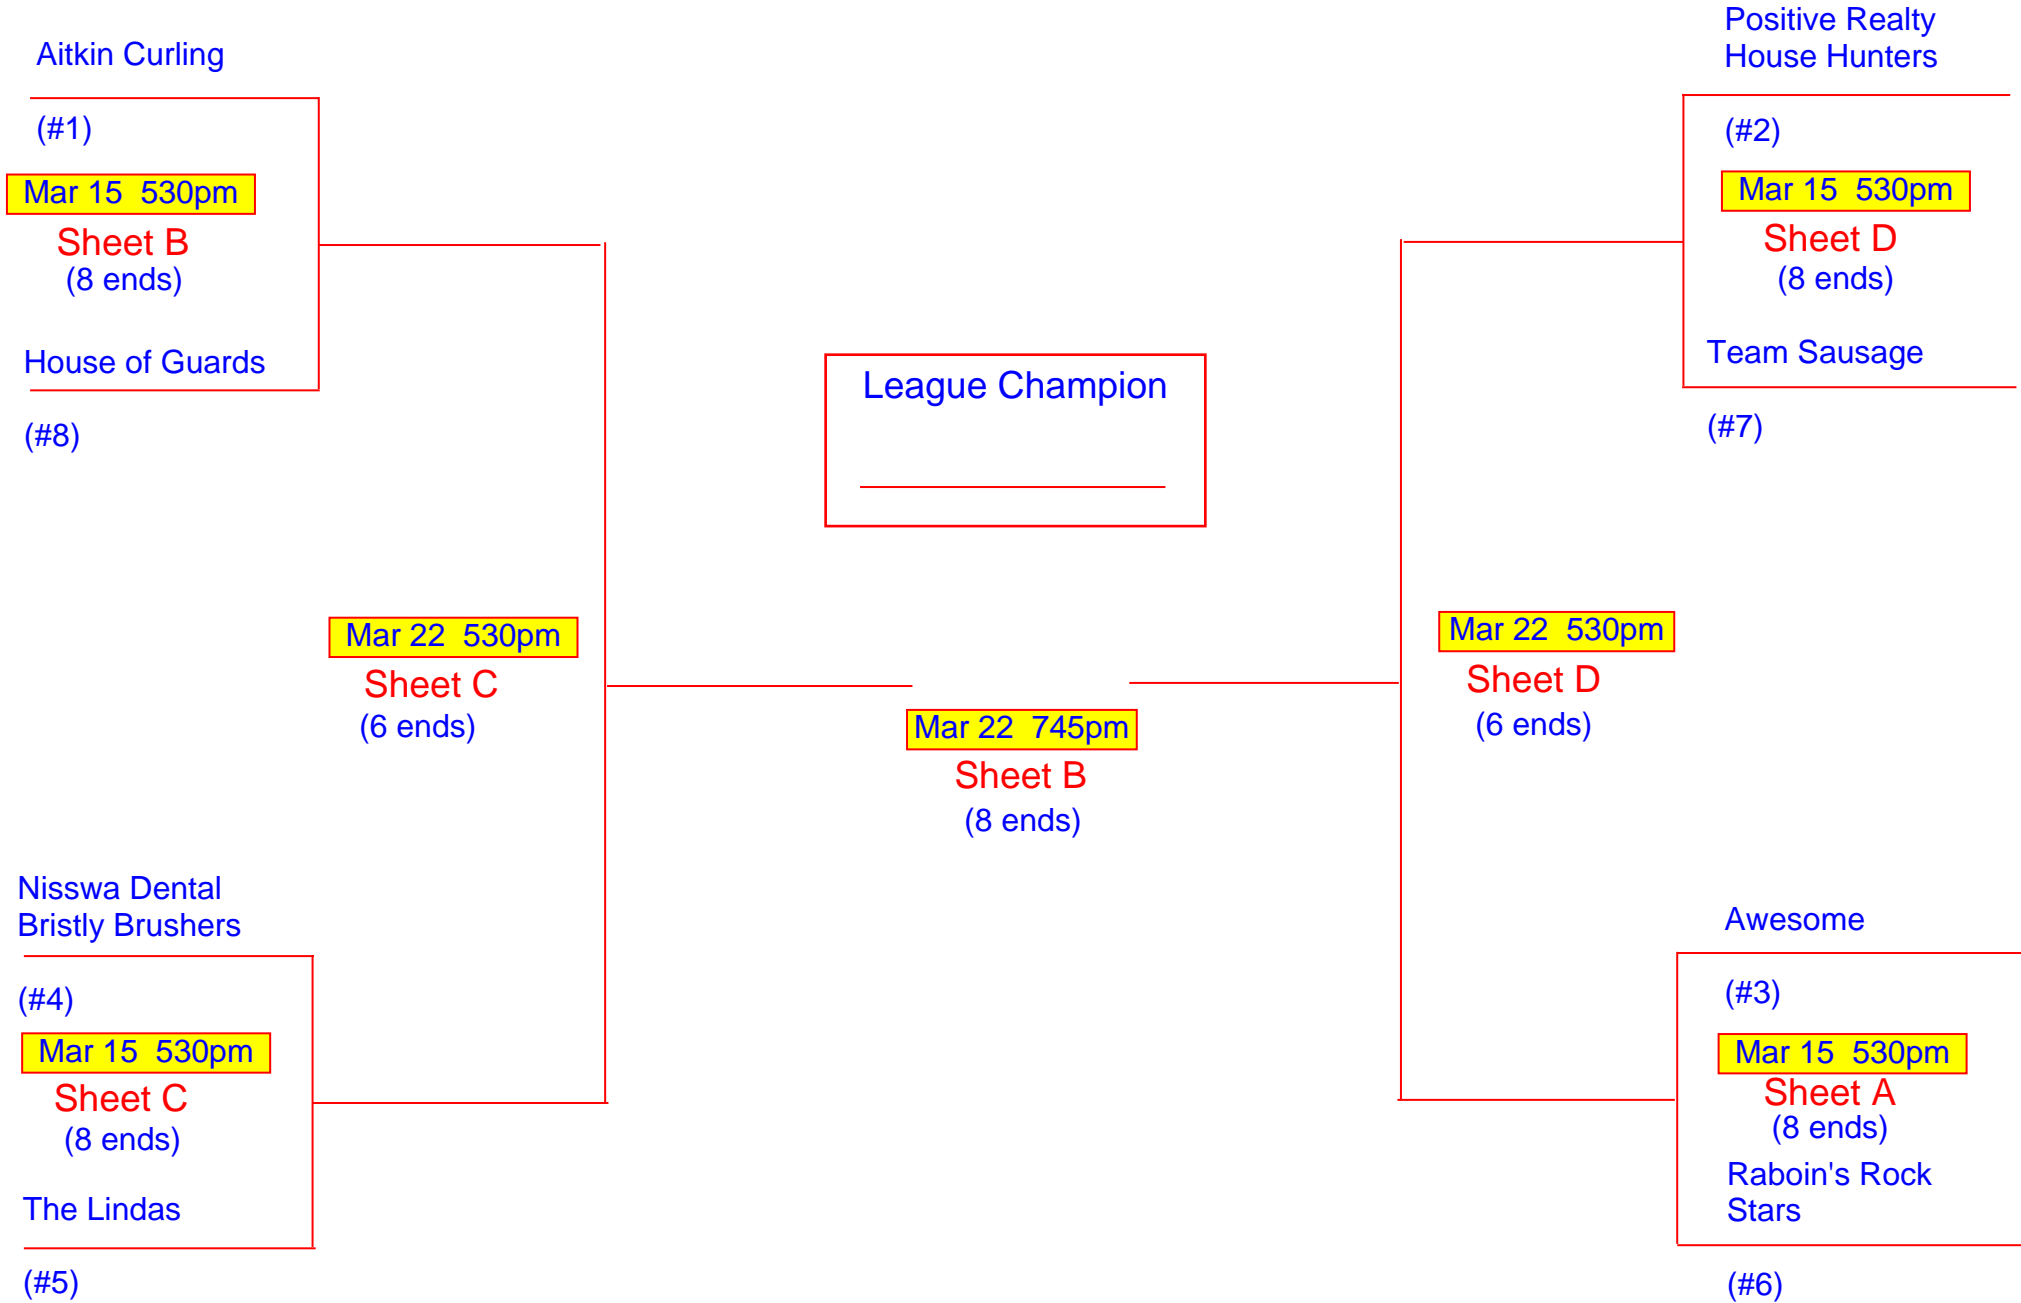 Aitkin Curling
(#1)
Mar 15  530pm
Sheet B
(8 ends)
House of Guards
(#8)
Mar 22  530pm
Sheet C
(6 ends)
Nisswa Dental
Bristly Brushers
(#4)
Mar 15  530pm
Sheet C
(8 ends)
The Lindas
(#5)
League Champion
Mar 22  745pm
Sheet B
(8 ends)
Positive Realty
House Hunters
(#2)
Mar 15  530pm
Sheet D
(8 ends)
Team Sausage
(#7)
Mar 22  530pm
Sheet D
(6 ends)
Awesome
(#3)
Mar 15  530pm
Sheet A
(8 ends)
Raboin's Rock
Stars
(#6)